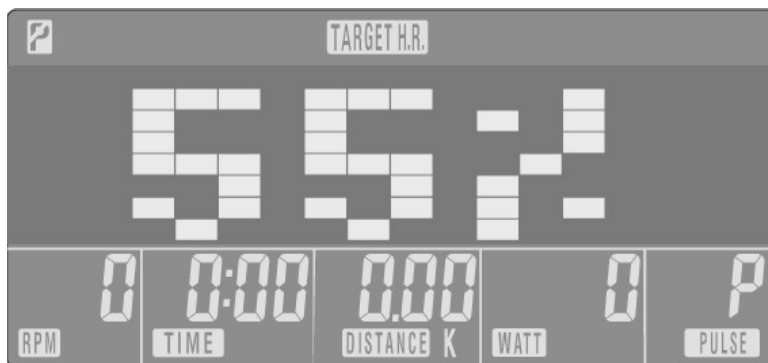 P TARGET H.R.
55%
0 0:00 0.00 0 P
RPM TIME DISTANCE K WATT PULSE